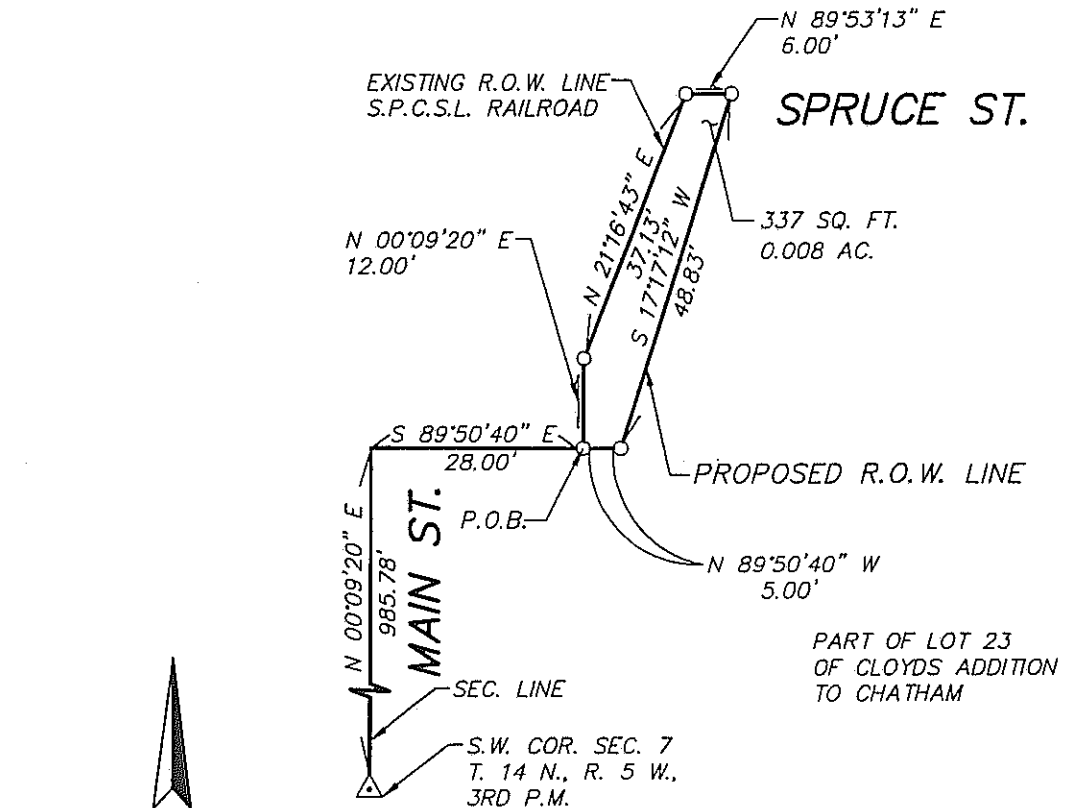 N 89°53'13" E
6.00'
EXISTING R.O.W. LINE
S.P.C.S.L. RAILROAD
SPRUCE ST.
N 21°16'43" E
37.13'
S 17°17'12" W
48.83'
337 SQ. FT.
0.008 AC.
N 00°09'20" E
12.00'
S 89°50'40" E
28.00'
PROPOSED R.O.W. LINE
P.O.B.
N 89°50'40" W
5.00'
N 00°09'20" E
985.78'
MAIN ST.
PART OF LOT 23
OF CLOYDS ADDITION
TO CHATHAM
SEC. LINE
S.W. COR. SEC. 7
T. 14 N., R. 5 W.,
3RD P.M.